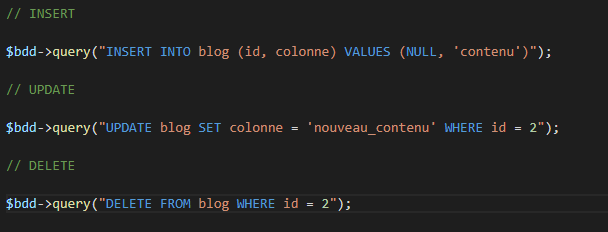 // INSERT
$bdd->query("INSERT INTO blog (id, colonne) VALUES (NULL, 'contenu')");
// UPDATE
$bdd->query("UPDATE blog SET colonne = 'nouveau_contenu' WHERE id = 2");
// DELETE
$bdd->query("DELETE FROM blog WHERE id = 2");